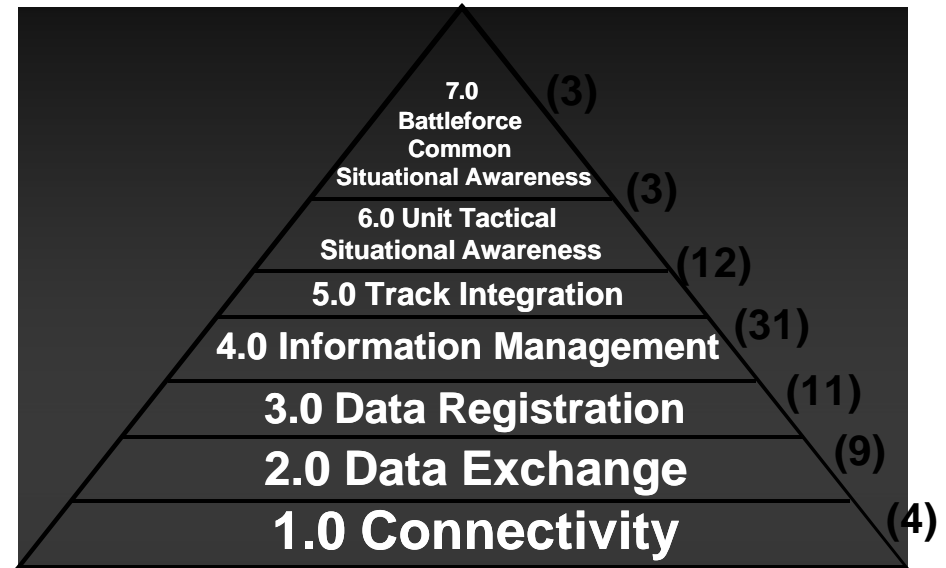 7.0
Battleforce
Common
Situational Awareness
(3)
6.0 Unit Tactical
Situational Awareness
(3)
5.0 Track Integration
(12)
4.0 Information Management
(31)
3.0 Data Registration
(11)
2.0 Data Exchange
(9)
1.0 Connectivity
(4)